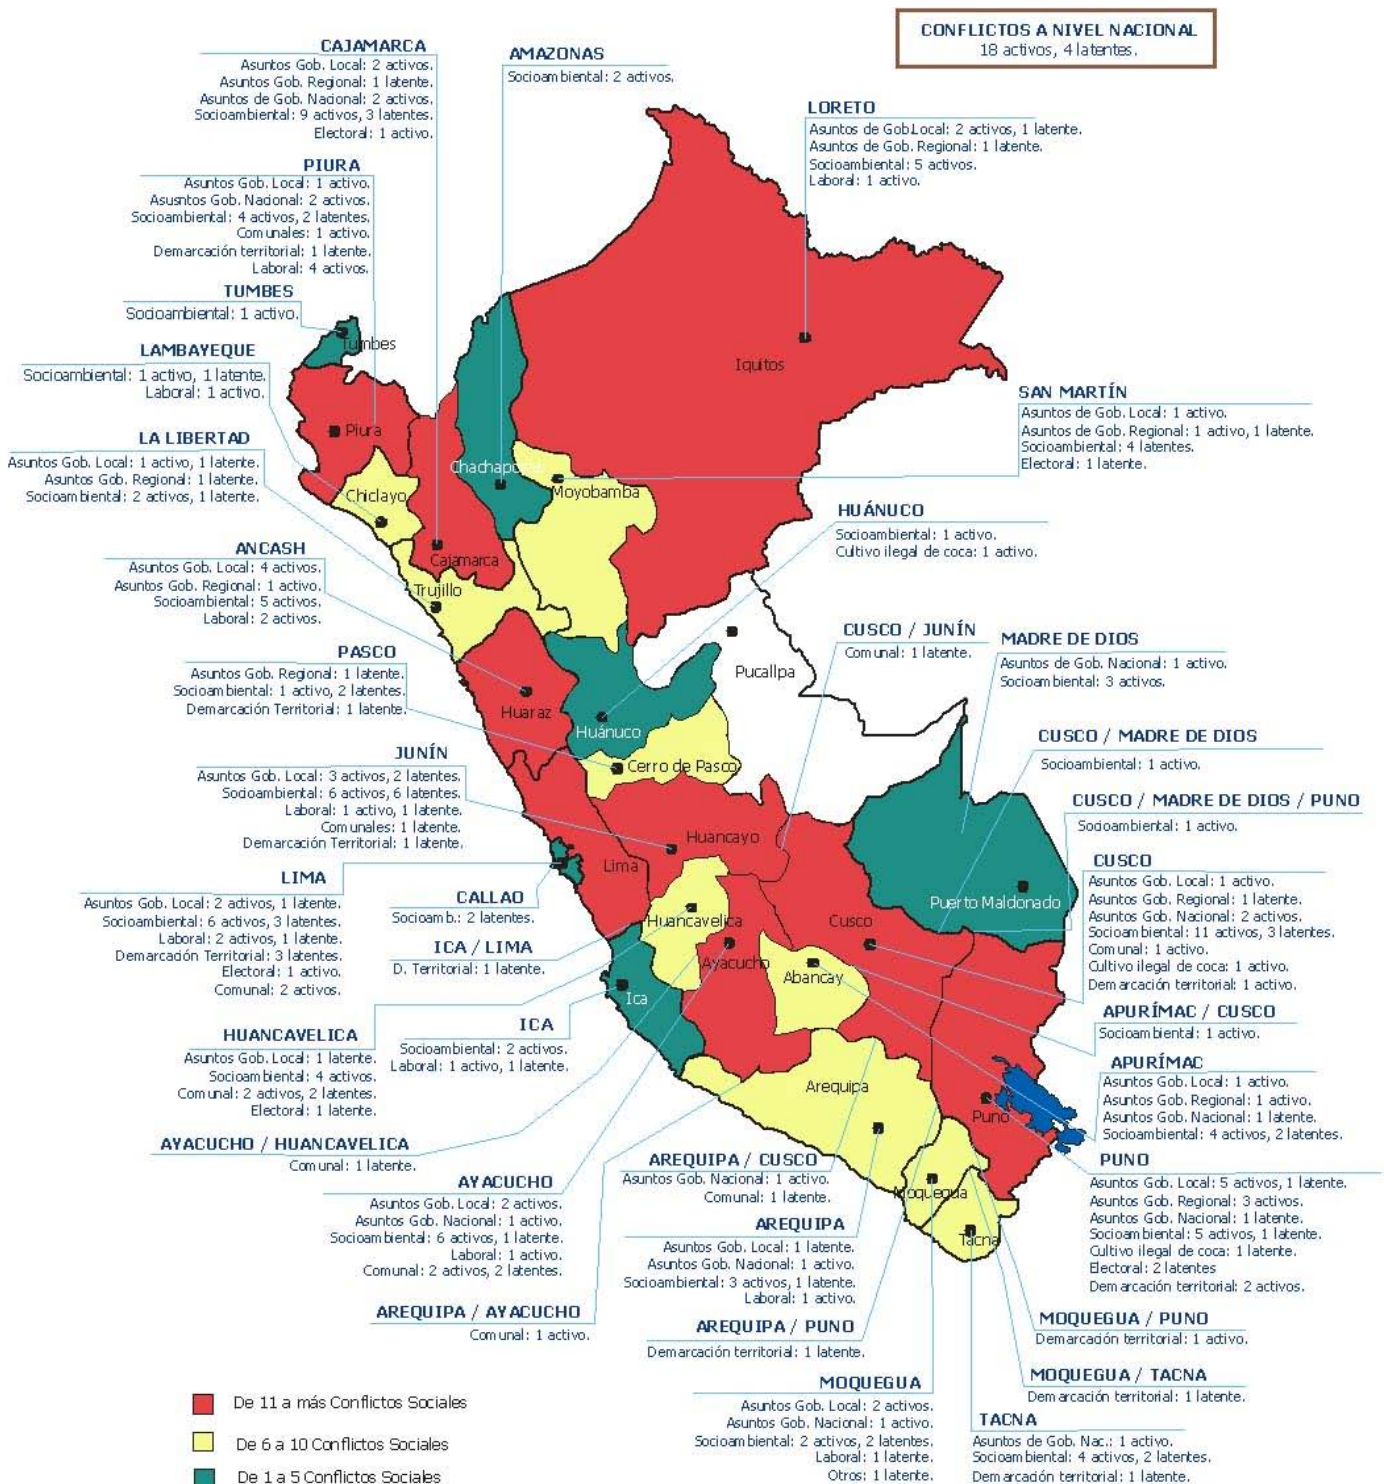 CONFLICTOS A NIVEL NACIONAL
18 activos, 4 latentes.
CAJAMARCA
Asuntos Gob. Local: 2 activos.
Asuntos Gob. Regional: 1 latente.
Asuntos de Gob. Nacional: 2 activos.
Socioambiental: 9 activos, 3 latentes.
Electoral: 1 activo.
AMAZONAS
Socioambiental: 2 activos.
LORETO
Asuntos de Gob.Local: 2 activos, 1 latente.
Asuntos de Gob. Regional: 1 latente.
Socioambiental: 5 activos.
Laboral: 1 activo.
PIURA
Asuntos Gob. Local: 1 activo.
Asusntos Gob. Nacional: 2 activos.
Socioambiental: 4 activos, 2 latentes.
Comunales: 1 activo.
Demarcación territorial: 1 latente.
Laboral: 4 activos.
TUMBES
Socioambiental: 1 activo.
LAMBAYEQUE
Socioambiental: 1 activo, 1 latente.
Laboral: 1 activo.
LA LIBERTAD
Asuntos Gob. Local: 1 activo, 1 latente.
Asuntos Gob. Regional: 1 latente.
Socioambiental: 2 activos, 1 latente.
SAN MARTÍN
Asuntos de Gob. Local: 1 activo.
Asuntos de Gob. Regional: 1 activo, 1 latente.
Socioambiental: 4 latentes.
Electoral: 1 latente.
HUÁNUCO
Socioambiental: 1 activo.
Cultivo ilegal de coca: 1 activo.
ANCASH
Asuntos Gob. Local: 4 activos.
Asuntos Gob. Regional: 1 activo.
Socioambiental: 5 activos.
Laboral: 2 activos.
PASCO
Asuntos Gob. Regional: 1 latente.
Socioambiental: 1 activo, 2 latentes.
Demarcación Territorial: 1 latente.
CUSCO / JUNÍN
Comunal: 1 latente.
MADRE DE DIOS
Asuntos de Gob. Nacional: 1 activo.
Socioambiental: 3 activos.
CUSCO / MADRE DE DIOS
Socioambiental: 1 activo.
CUSCO / MADRE DE DIOS / PUNO
Socioambiental: 1 activo.
JUNÍN
Asuntos Gob. Local: 3 activos, 2 latentes.
Socioambiental: 6 activos, 6 latentes.
Laboral: 1 activo, 1 latente.
Comunales: 1 latente.
Demarcación Territorial: 1 latente.
LIMA
Asuntos Gob. Local: 2 activos, 1 latente.
Socioambiental: 6 activos, 3 latentes.
Laboral: 2 activos, 1 latente.
Demarcación Territorial: 3 latentes.
Electoral: 1 activo.
Comunal: 2 activos.
CALLAO
Socioamb.: 2 latentes.
ICA / LIMA
D. Territorial: 1 latente.
CUSCO
Asuntos Gob. Local: 1 activo.
Asuntos Gob. Regional: 1 latente.
Asuntos Gob. Nacional: 2 activos.
Socioambiental: 11 activos, 3 latentes.
Comunal: 1 activo.
Cultivo ilegal de coca: 1 activo.
Demarcación territorial: 1 activo.
HUANCAVELICA
Asuntos Gob. Local: 1 latente.
Socioambiental: 4 activos.
Comunal: 2 activos, 2 latentes.
Electoral: 1 latente.
ICA
Socioambiental: 2 activos.
Laboral: 1 activo, 1 latente.
APURÍMAC / CUSCO
Socioambiental: 1 activo.
APURÍMAC
Asuntos Gob. Local: 1 activo.
Asuntos Gob. Regional: 1 activo.
Asuntos Gob. Nacional: 1 latente.
Socioambiental: 4 activos, 2 latentes.
AYACUCHO / HUANCAVELICA
Comunal: 1 latente.
AYACUCHO
Asuntos Gob. Local: 2 activos.
Asuntos Gob. Nacional: 1 activo.
Socioambiental: 6 activos, 1 latente.
Laboral: 1 activo.
Comunal: 2 activos, 2 latentes.
AREQUIPA / CUSCO
Asuntos Gob. Nacional: 1 activo.
Comunal: 1 latente.
AREQUIPA
Asuntos Gob. Local: 1 latente.
Asuntos Gob. Nacional: 1 activo.
Socioambiental: 3 activos, 1 latente.
Laboral: 1 activo.
PUNO
Asuntos Gob. Local: 5 activos, 1 latente.
Asuntos Gob. Regional: 3 activos.
Asuntos Gob. Nacional: 1 latente.
Socioambiental: 5 activos, 1 latente.
Cultivo ilegal de coca: 1 latente.
Electoral: 2 latentes
Demarcación territorial: 2 activos.
AREQUIPA / AYACUCHO
Comunal: 1 activo.
AREQUIPA / PUNO
Demarcación territorial: 1 latente.
MOQUEGUA / PUNO
Demarcación territorial: 1 activo.
MOQUEGUA / TACNA
Demarcación territorial: 1 latente.
MOQUEGUA
Asuntos Gob. Local: 2 activos.
Asuntos Gob. Nacional: 1 activo.
Socioambiental: 2 activos, 2 latentes.
Laboral: 1 latente.
Otros: 1 latente.
TACNA
Asuntos de Gob. Nac.: 1 activo.
Socioambiental: 4 activos, 2 latentes.
Demarcación territorial: 1 latente.
Tumbes
Iquitos
Piura
Chachapoyas
Moyobamba
Chiclayo
Cajamarca
Trujillo
Pucallpa
Huaraz
Huánuco
Cerro de Pasco
Huancayo
Lima
Puerto Maldonado
Huancavelica
Cusco
Ayacucho
Abancay
Ica
Arequipa
Puno
Moquegua
Tacna
De 11 a más Conflictos Sociales
De 6 a 10 Conflictos Sociales
De 1 a 5 Conflictos Sociales